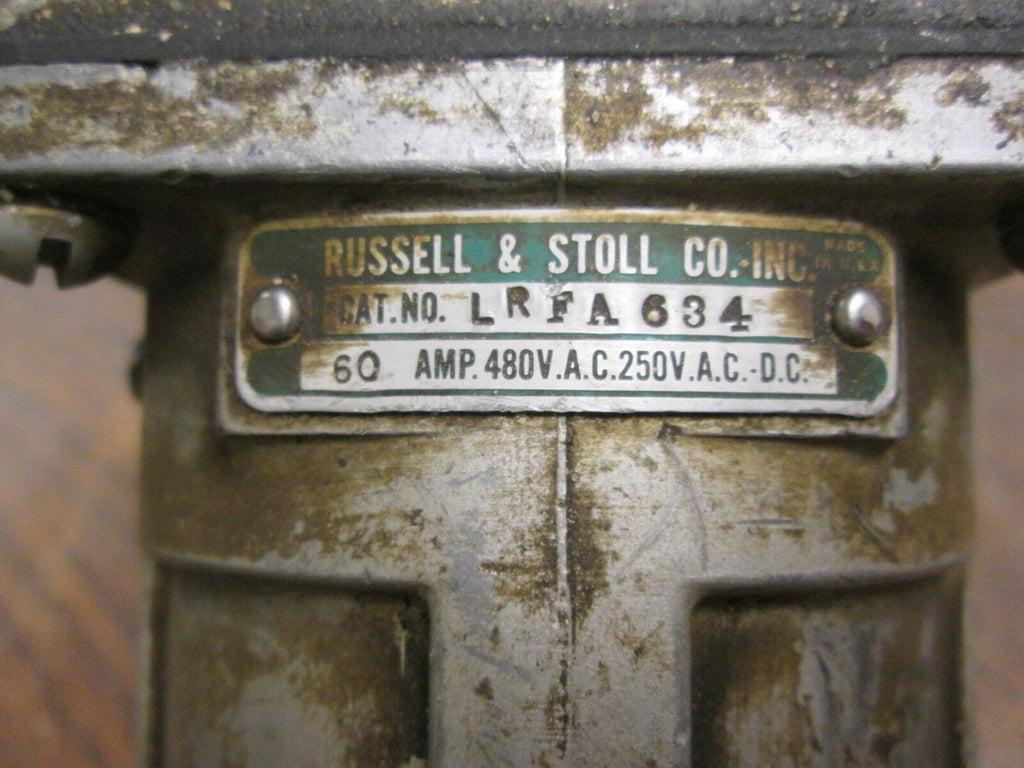 RUSSELL & STOLL CO.-INC.
MADE
IN U.S.A
CAT.NO. LRFA 634
60 AMP. 480V.A.C. 250V.A.C.-D.C.